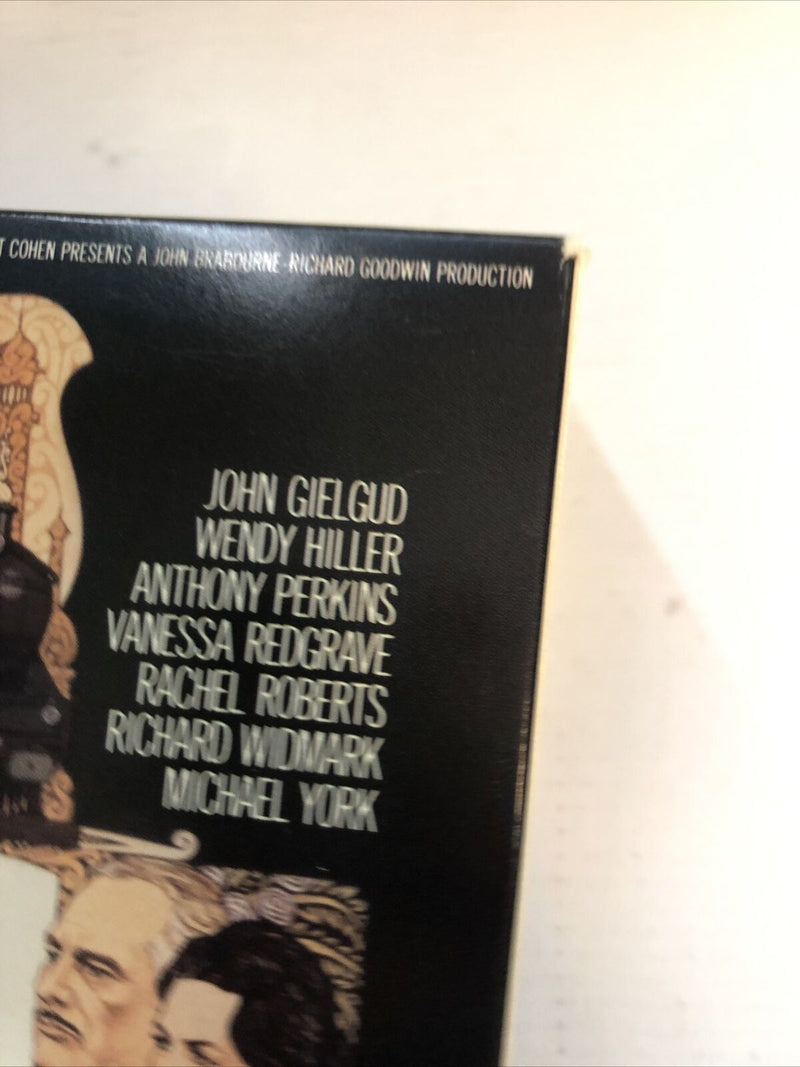 T COHEN PRESENTS A JOHN BRABOURNE-RICHARD GOODWIN PRODUCTION
JOHN GIELGUD
WENDY HILLER
ANTHONY PERKINS
VANESSA REDGRAVE
RACHEL ROBERTS
RICHARD WIDMARK
MICHAEL YORK